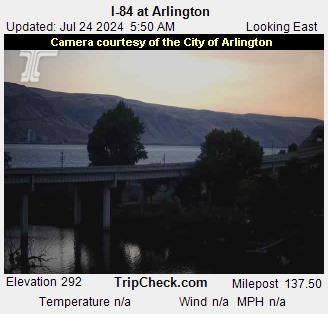 I-84 at Arlington
Updated: Jul 24 2024 5:50 AM Looking East
Camera courtesy of the City of Arlington
Elevation 292 TripCheck.com Milepost 137.50
Temperature n/a Wind n/a MPH n/a